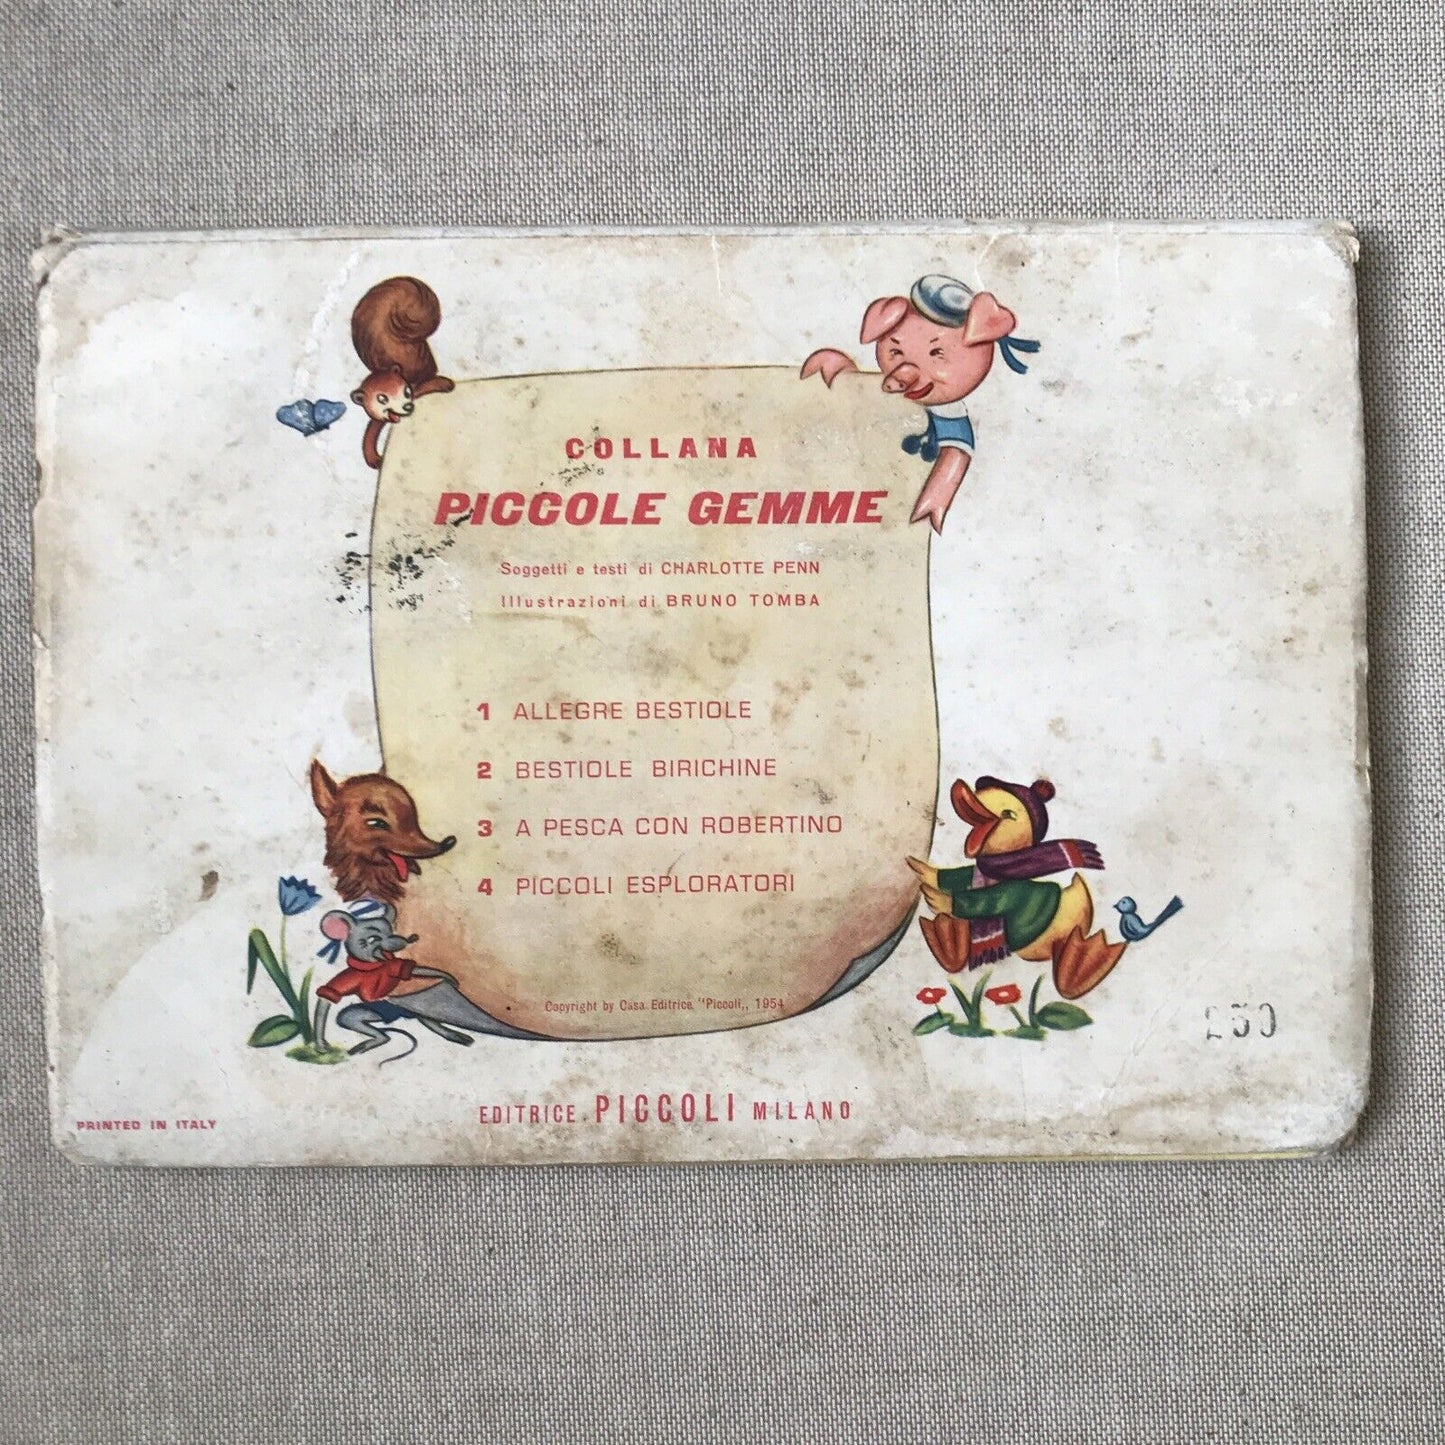 COLLANA
PICCOLE GEMME
Soggetti e testi di CHARLOTTE PENN
Illustrazioni di BRUNO TOMBA
1 ALLEGRE BESTIOLE
2 BESTIOLE BIRICHINE
3 A PESCA CON ROBERTINO
4 PICCOLI ESPLORATORI
Copyright by Casa Editrice "Piccoli„, 1954
250
EDITRICE PICCOLI MILANO
PRINTED IN ITALY